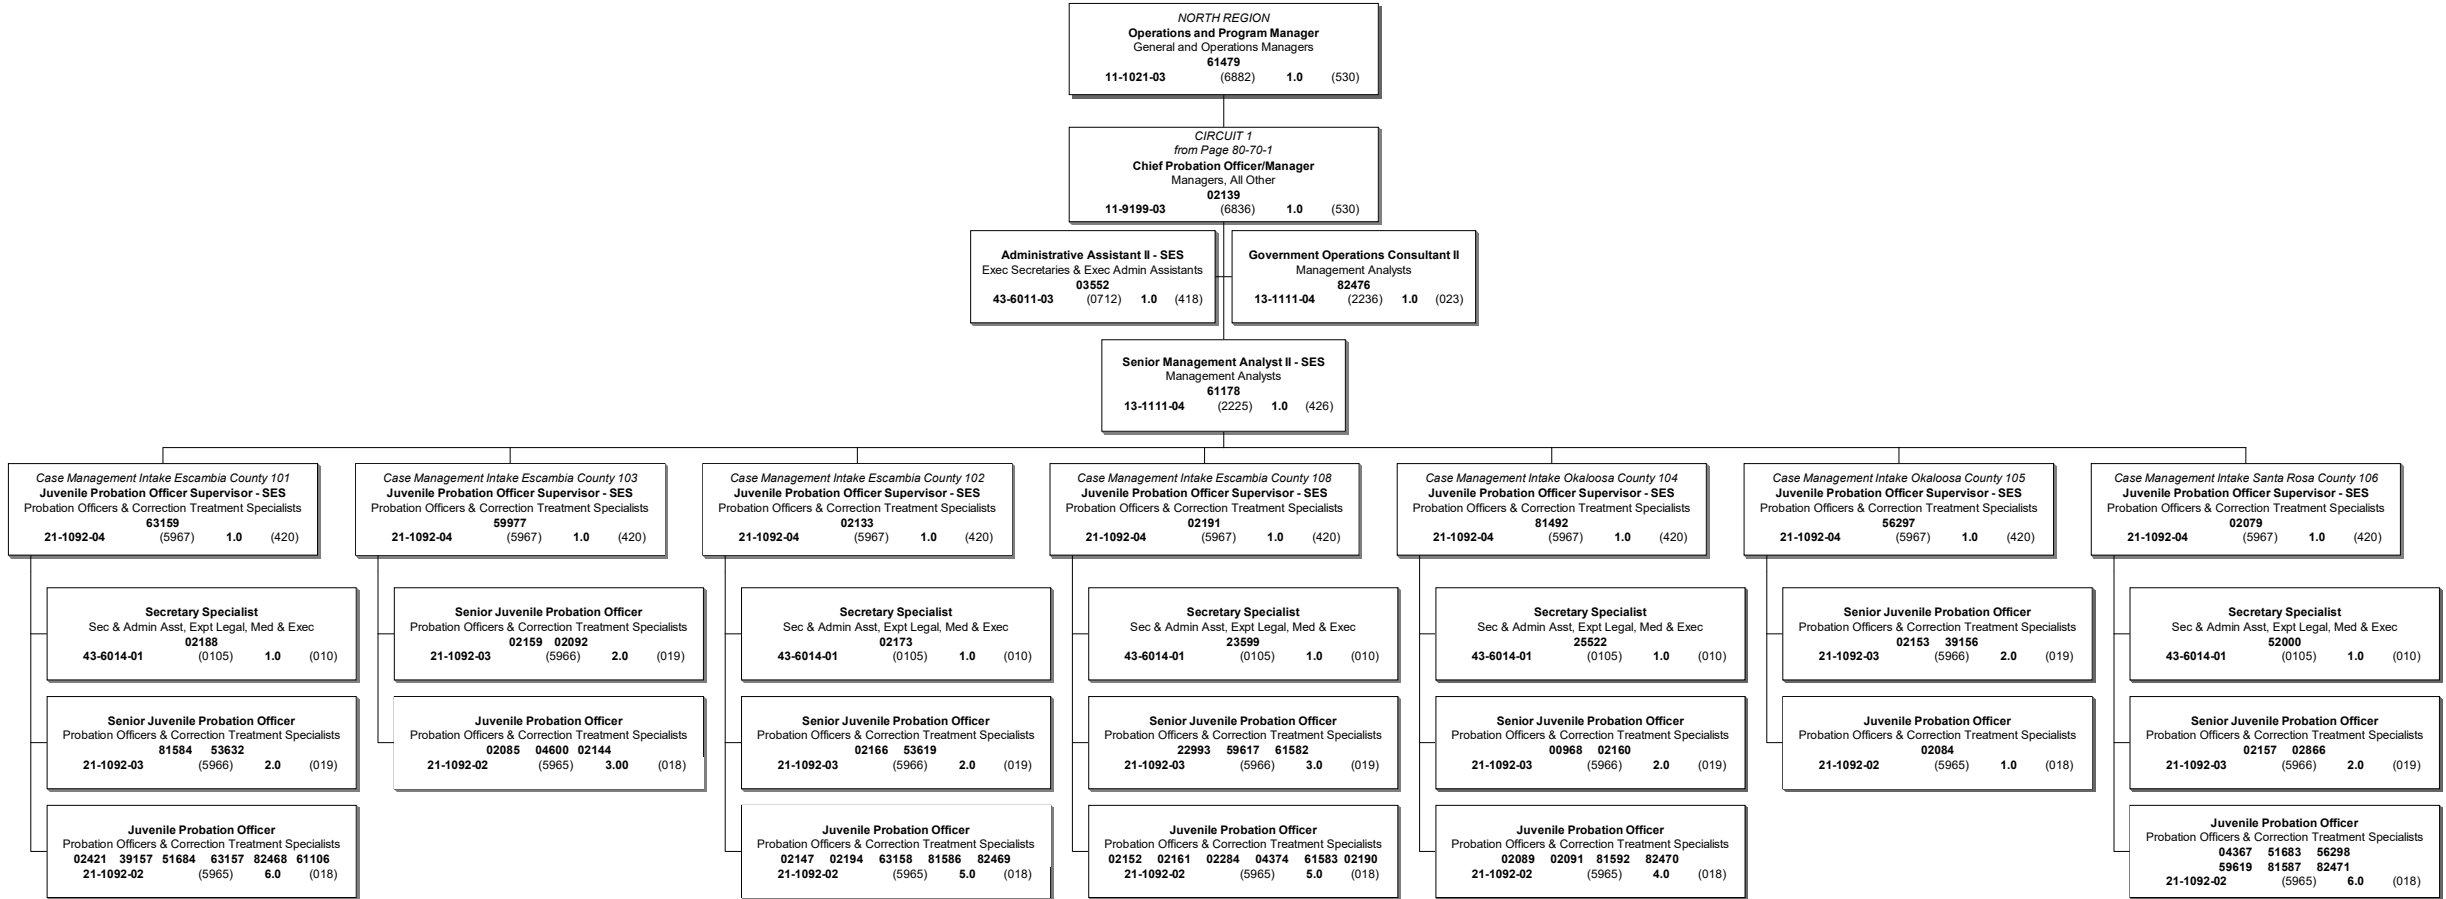 NORTH REGION
Operations and Program Manager
General and Operations Managers
61479
11-1021-03 (6882) 1.0 (530)
CIRCUIT 1
from Page 80-70-1
Chief Probation Officer/Manager
Managers, All Other
02139
11-9199-03 (6836) 1.0 (530)
Administrative Assistant II - SES
Exec Secretaries & Exec Admin Assistants
03552
43-6011-03 (0712) 1.0 (418)
Government Operations Consultant II
Management Analysts
82476
13-1111-04 (2236) 1.0 (023)
Senior Management Analyst II - SES
Management Analysts
61178
13-1111-04 (2225) 1.0 (426)
Case Management Intake Escambia County 101
Juvenile Probation Officer Supervisor - SES
Probation Officers & Correction Treatment Specialists
63159
21-1092-04 (5967) 1.0 (420)
Secretary Specialist
Sec & Admin Asst, Expt Legal, Med & Exec
02188
43-6014-01 (0105) 1.0 (010)
Senior Juvenile Probation Officer
Probation Officers & Correction Treatment Specialists
81584 53632
21-1092-03 (5966) 2.0 (019)
Juvenile Probation Officer
Probation Officers & Correction Treatment Specialists
02421 39157 51684 63157 82468 61106
21-1092-02 (5965) 6.0 (018)
Case Management Intake Escambia County 103
Juvenile Probation Officer Supervisor - SES
Probation Officers & Correction Treatment Specialists
59977
21-1092-04 (5967) 1.0 (420)
Senior Juvenile Probation Officer
Probation Officers & Correction Treatment Specialists
02159 02092
21-1092-03 (5966) 2.0 (019)
Juvenile Probation Officer
Probation Officers & Correction Treatment Specialists
02085 04600 02144
21-1092-02 (5965) 3.00 (018)
Case Management Intake Escambia County 102
Juvenile Probation Officer Supervisor - SES
Probation Officers & Correction Treatment Specialists
02133
21-1092-04 (5967) 1.0 (420)
Secretary Specialist
Sec & Admin Asst, Expt Legal, Med & Exec
02173
43-6014-01 (0105) 1.0 (010)
Senior Juvenile Probation Officer
Probation Officers & Correction Treatment Specialists
02166 53619
21-1092-03 (5966) 2.0 (019)
Juvenile Probation Officer
Probation Officers & Correction Treatment Specialists
02147 02194 63158 81586 82469
21-1092-02 (5965) 5.0 (018)
Case Management Intake Escambia County 108
Juvenile Probation Officer Supervisor - SES
Probation Officers & Correction Treatment Specialists
02191
21-1092-04 (5967) 1.0 (420)
Secretary Specialist
Sec & Admin Asst, Expt Legal, Med & Exec
23599
43-6014-01 (0105) 1.0 (010)
Senior Juvenile Probation Officer
Probation Officers & Correction Treatment Specialists
22993 59617 61582
21-1092-03 (5966) 3.0 (019)
Juvenile Probation Officer
Probation Officers & Correction Treatment Specialists
02152 02161 02284 04374 61583 02190
21-1092-02 (5965) 5.0 (018)
Case Management Intake Okaloosa County 104
Juvenile Probation Officer Supervisor - SES
Probation Officers & Correction Treatment Specialists
81492
21-1092-04 (5967) 1.0 (420)
Secretary Specialist
Sec & Admin Asst, Expt Legal, Med & Exec
25522
43-6014-01 (0105) 1.0 (010)
Senior Juvenile Probation Officer
Probation Officers & Correction Treatment Specialists
00968 02160
21-1092-03 (5966) 2.0 (019)
Juvenile Probation Officer
Probation Officers & Correction Treatment Specialists
02089 02091 81592 82470
21-1092-02 (5965) 4.0 (018)
Case Management Intake Okaloosa County 105
Juvenile Probation Officer Supervisor - SES
Probation Officers & Correction Treatment Specialists
56297
21-1092-04 (5967) 1.0 (420)
Senior Juvenile Probation Officer
Probation Officers & Correction Treatment Specialists
02153 39156
21-1092-03 (5966) 2.0 (019)
Juvenile Probation Officer
Probation Officers & Correction Treatment Specialists
02084
21-1092-02 (5965) 1.0 (018)
Case Management Intake Santa Rosa County 106
Juvenile Probation Officer Supervisor - SES
Probation Officers & Correction Treatment Specialists
02079
21-1092-04 (5967) 1.0 (420)
Secretary Specialist
Sec & Admin Asst, Expt Legal, Med & Exec
52000
43-6014-01 (0105) 1.0 (010)
Senior Juvenile Probation Officer
Probation Officers & Correction Treatment Specialists
02157 02866
21-1092-03 (5966) 2.0 (019)
Juvenile Probation Officer
Probation Officers & Correction Treatment Specialists
04367 51683 56298
59619 81587 82471
21-1092-02 (5965) 6.0 (018)